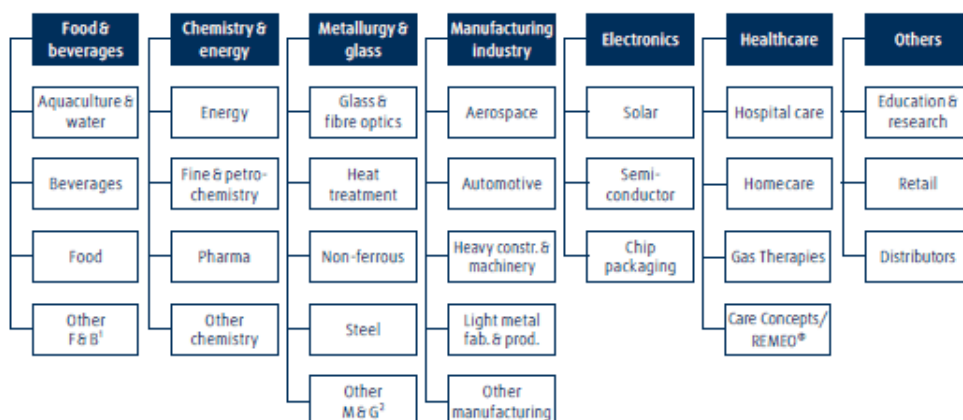 Food &
beverages
Aquaculture &
water
Beverages
Food
Other
F & B¹
Chemistry &
energy
Energy
Fine & petro-
chemistry
Pharma
Other
chemistry
Metallurgy &
glass
Glass &
fibre optics
Heat
treatment
Non-ferrous
Steel
Other
M & G²
Manufacturing
industry
Aerospace
Automotive
Heavy constr. &
machinery
Light metal
fab. & prod.
Other
manufacturing
Electronics
Solar
Semi-
conductor
Chip
packaging
Healthcare
Hospital care
Homecare
Gas Therapies
Care Concepts/
REMEO®
Others
Education &
research
Retail
Distributors